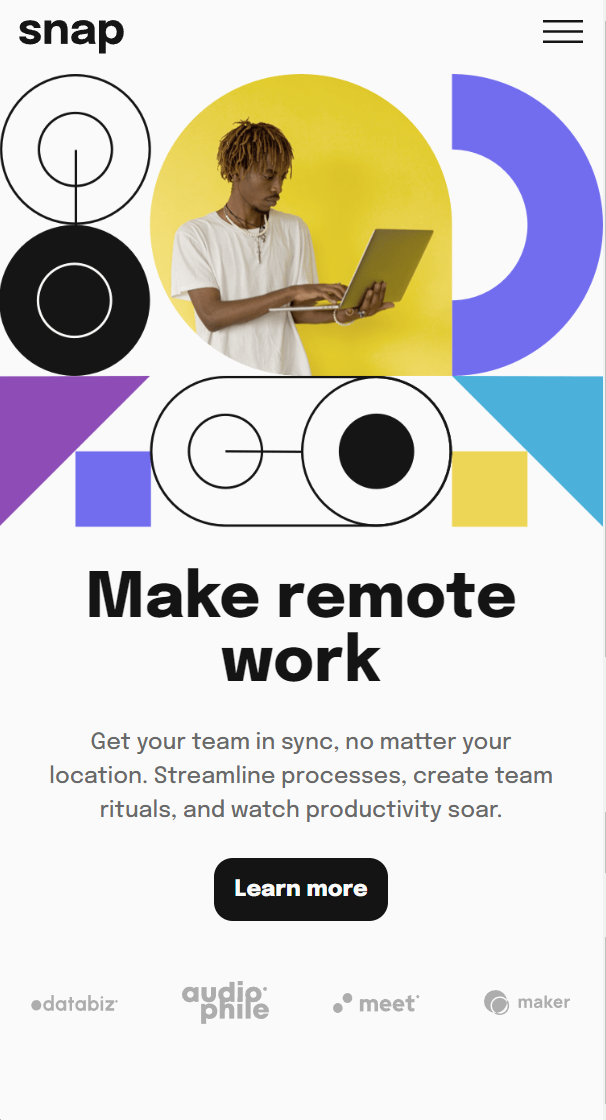 snap
Make remote
work
Get your team in sync, no matter your
location. Streamline processes, create team
rituals, and watch productivity soar.
Learn more
databiz
audio
phile
meet
maker